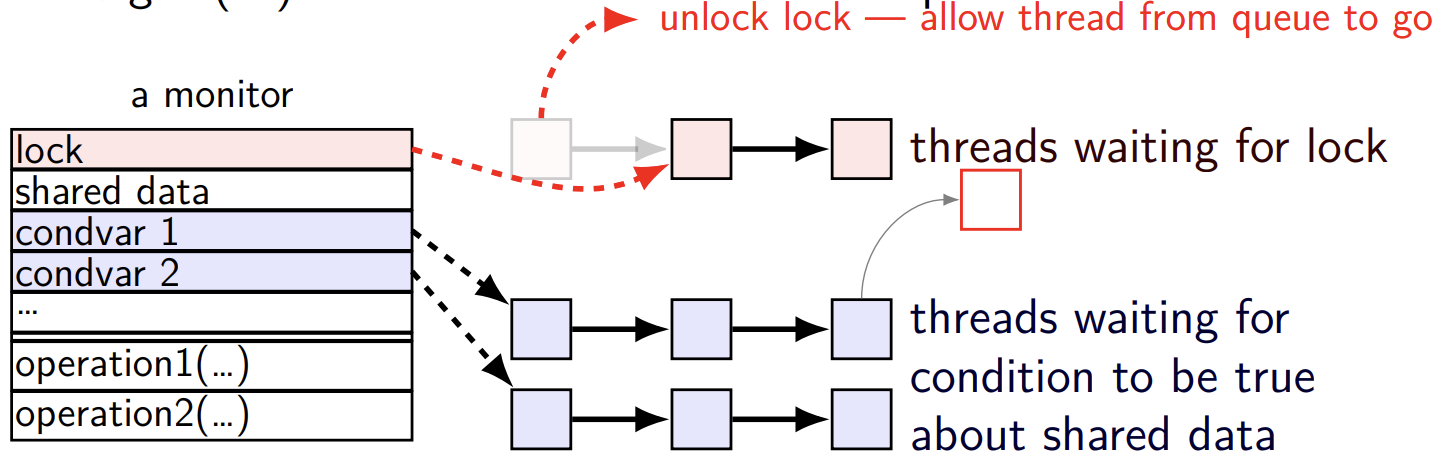 unlock lock — allow thread from queue to go
a monitor
lock
threads waiting for lock
shared data
condvar 1
condvar 2
...
threads waiting for
condition to be true
about shared data
operation1(...)
operation2(...)